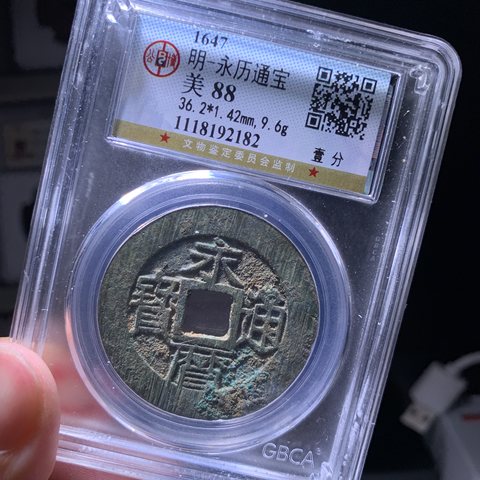 1647
明-永历通宝
美 88
36.2*1.42mm, 9.6g
1118192182
壹 分
★ 文物鉴定委员会监制 ★
永
寶 通
曆
GBCA